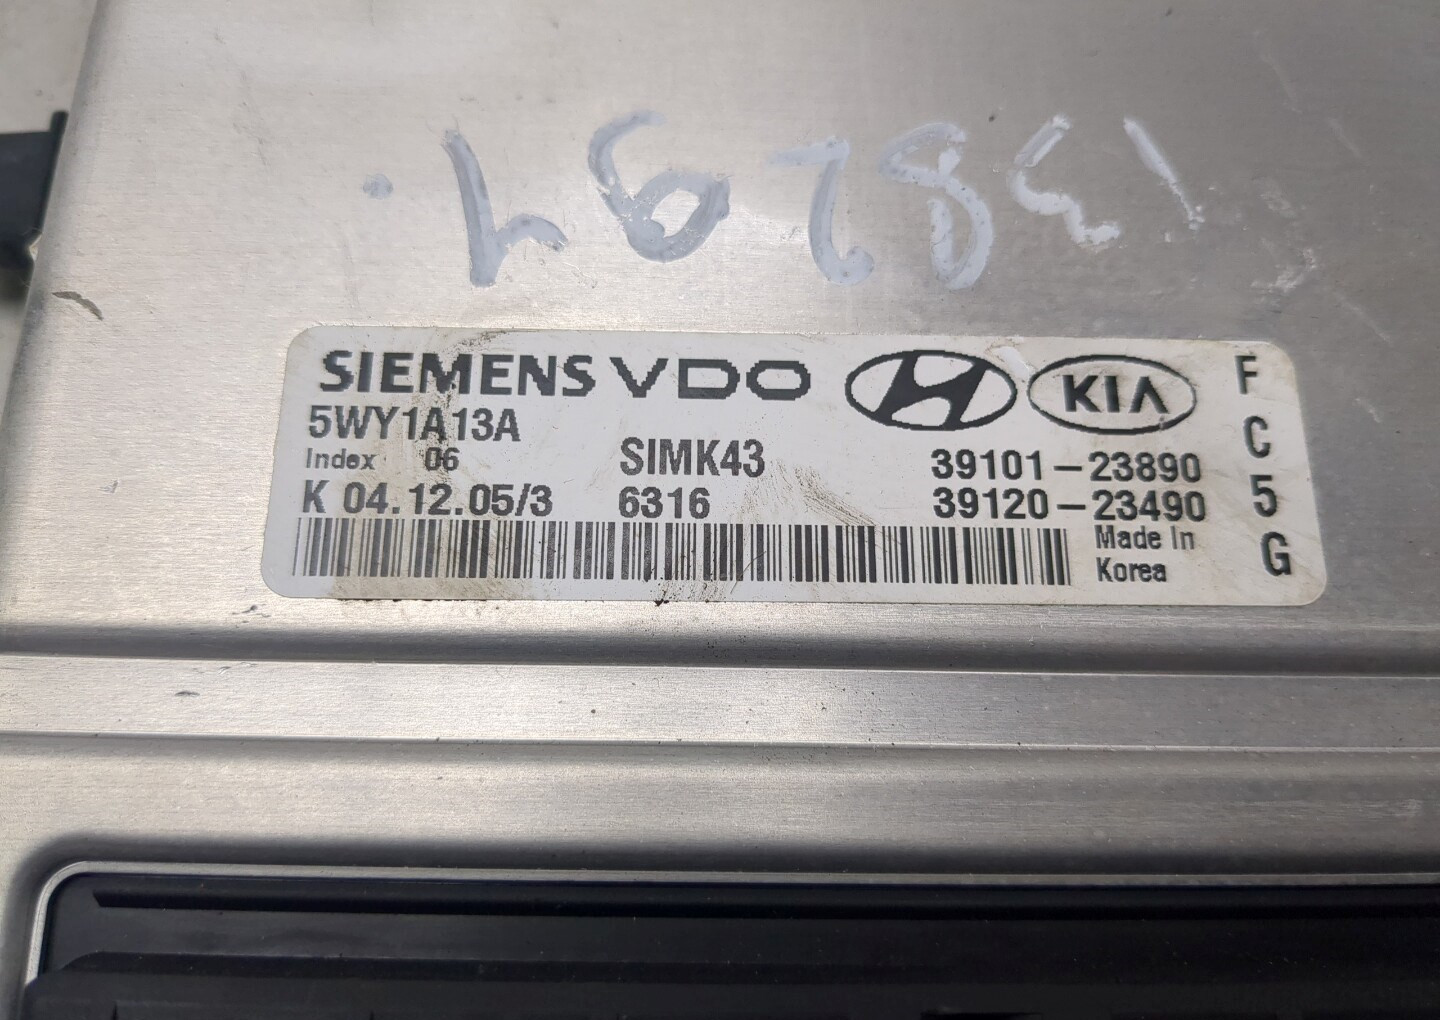 SIEMENS VDO KIA
5WY1A13A
Index 06 SIMK43 39101-23890
K 04.12.05/3 6316 39120-23490
Made In
Korea
F
C
5
G